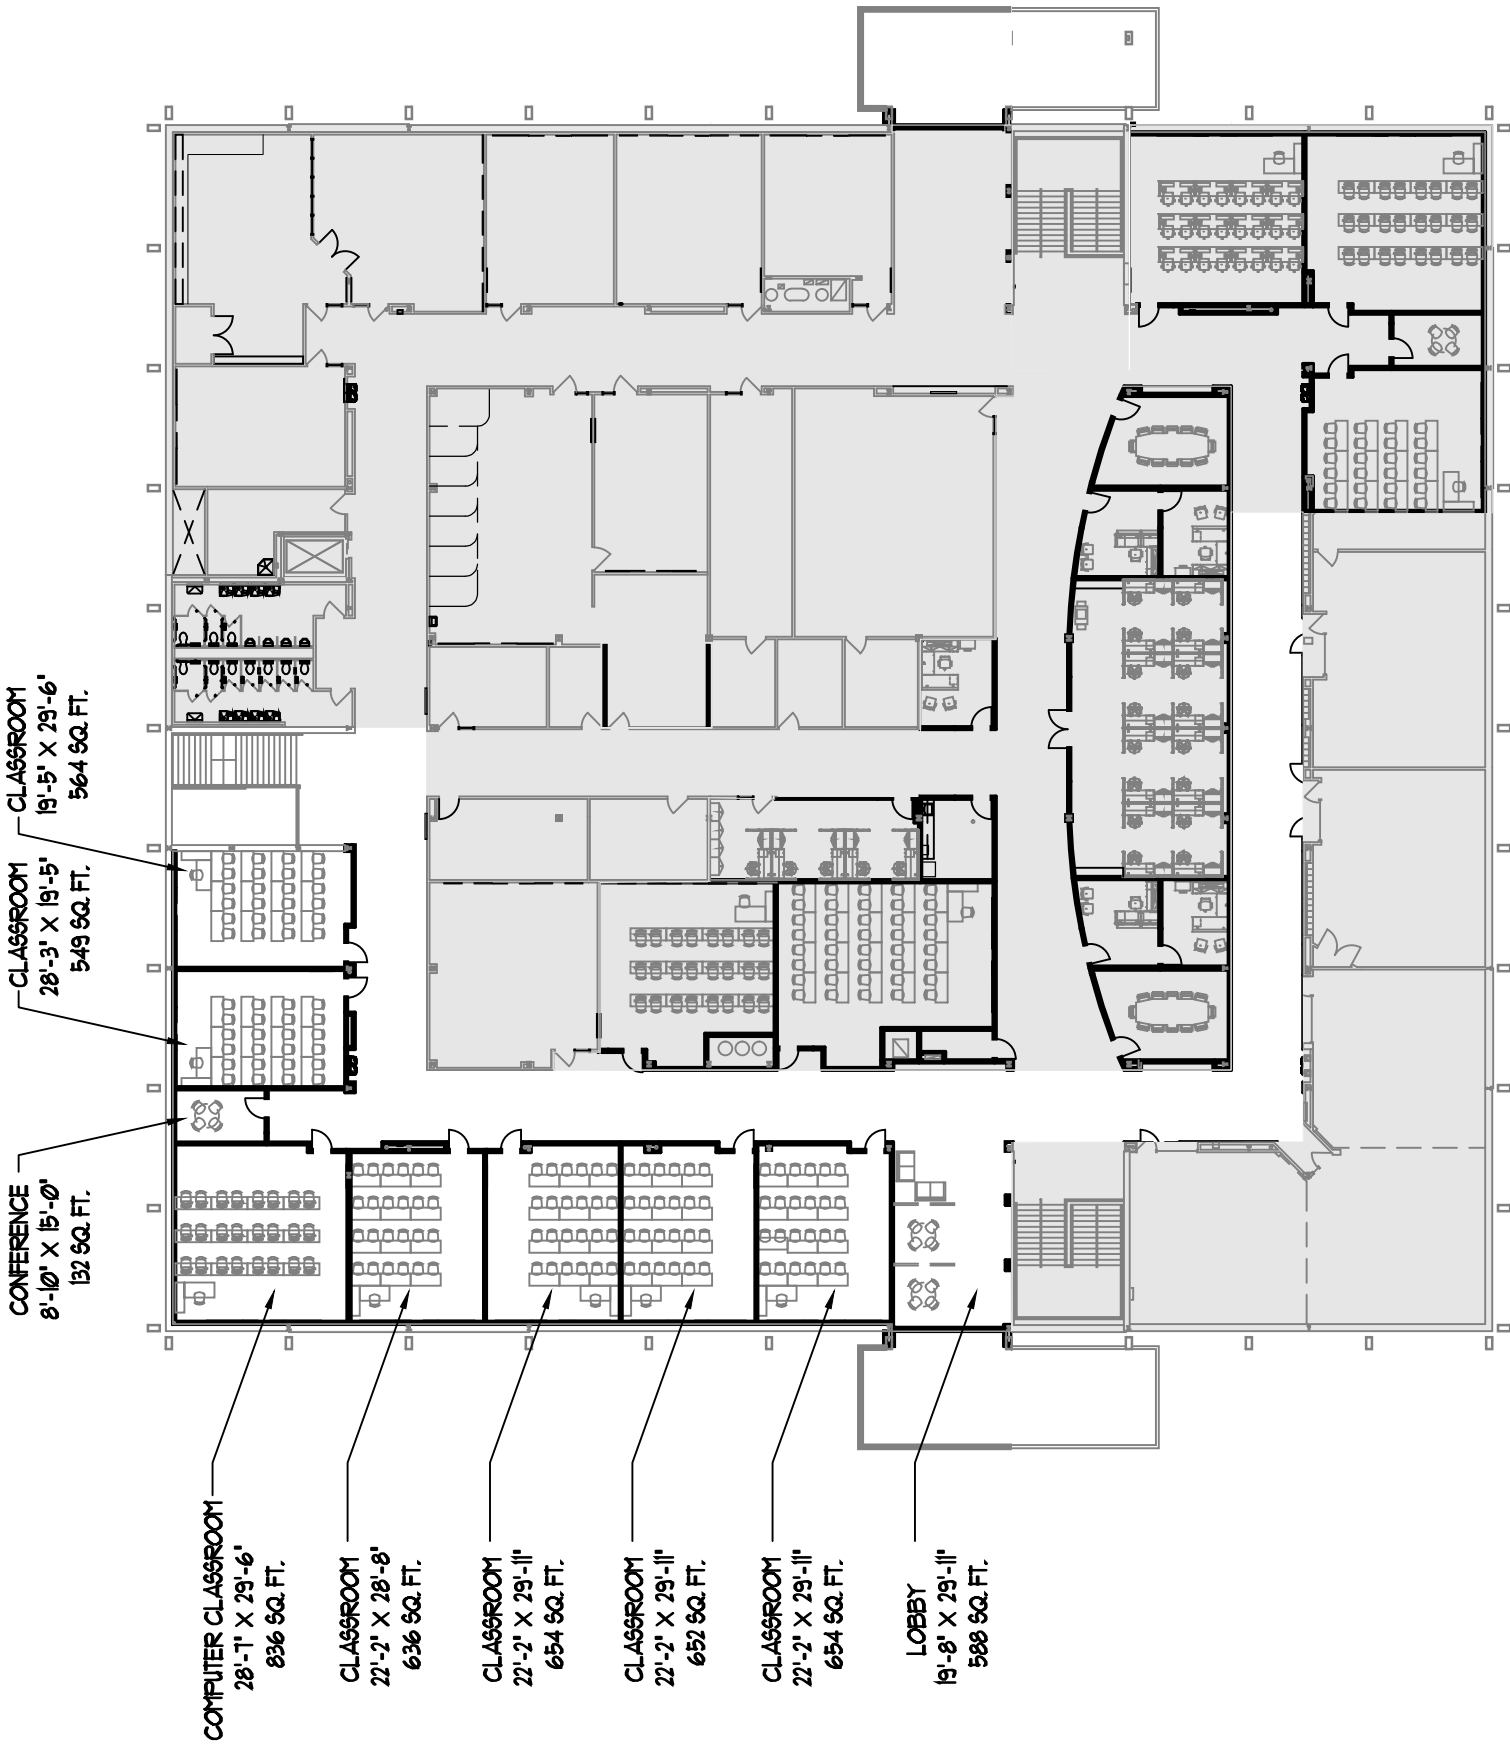 CONFERENCE
8'-10" X 15'-0"
132 SQ. FT.
CLASSROOM
28'-3" X 19'-5"
549 SQ. FT.
CLASSROOM
19'-5" X 29'-6"
564 SQ. FT.
COMPUTER CLASSROOM
28'-7" X 29'-6"
836 SQ. FT.
CLASSROOM
22'-2" X 28'-8"
636 SQ. FT.
CLASSROOM
22'-2" X 29'-11"
654 SQ. FT.
CLASSROOM
22'-2" X 29'-11"
652 SQ. FT.
CLASSROOM
22'-2" X 29'-11"
654 SQ. FT.
LOBBY
19'-8" X 29'-11"
588 SQ. FT.